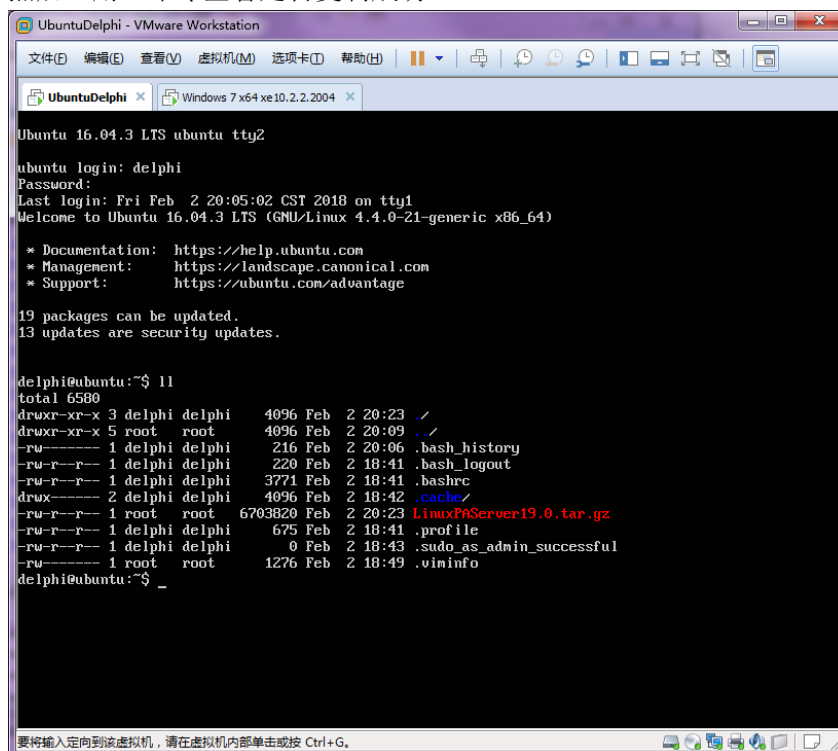 UbuntuDelphi - VMware Workstation
文件(F) 编辑(E) 查看(V) 虚拟机(M) 选项卡(T) 帮助(H)
UbuntuDelphi Windows 7 x64 xe10.2.2.2004
Ubuntu 16.04.3 LTS ubuntu tty2
ubuntu login: delphi
Password:
Last login: Fri Feb  2 20:05:02 CST 2018 on tty1
Welcome to Ubuntu 16.04.3 LTS (GNU/Linux 4.4.0-21-generic x86_64)
* Documentation:  https://help.ubuntu.com
* Management:     https://landscape.canonical.com
* Support:        https://ubuntu.com/advantage
19 packages can be updated.
13 updates are security updates.
delphi@ubuntu:~$ ll
total 6580
drwxr-xr-x 3 delphi delphi    4096 Feb  2 20:23 ./
drwxr-xr-x 5 root   root      4096 Feb  2 20:09 ../
-rw------- 1 delphi delphi     216 Feb  2 20:06 .bash_history
-rw-r--r-- 1 delphi delphi     220 Feb  2 18:41 .bash_logout
-rw-r--r-- 1 delphi delphi    3771 Feb  2 18:41 .bashrc
drwx------ 2 delphi delphi    4096 Feb  2 18:42 .cache/
-rw-r--r-- 1 root   root   6703820 Feb  2 20:23 LinuxPAServer19.0.tar.gz
-rw-r--r-- 1 delphi delphi     675 Feb  2 18:41 .profile
-rw-r--r-- 1 delphi delphi       0 Feb  2 18:43 .sudo_as_admin_successful
-rw------- 1 root   root      1276 Feb  2 18:49 .viminfo
delphi@ubuntu:~$ _
要将输入定向到该虚拟机，请在虚拟机内部单击或按 Ctrl+G。